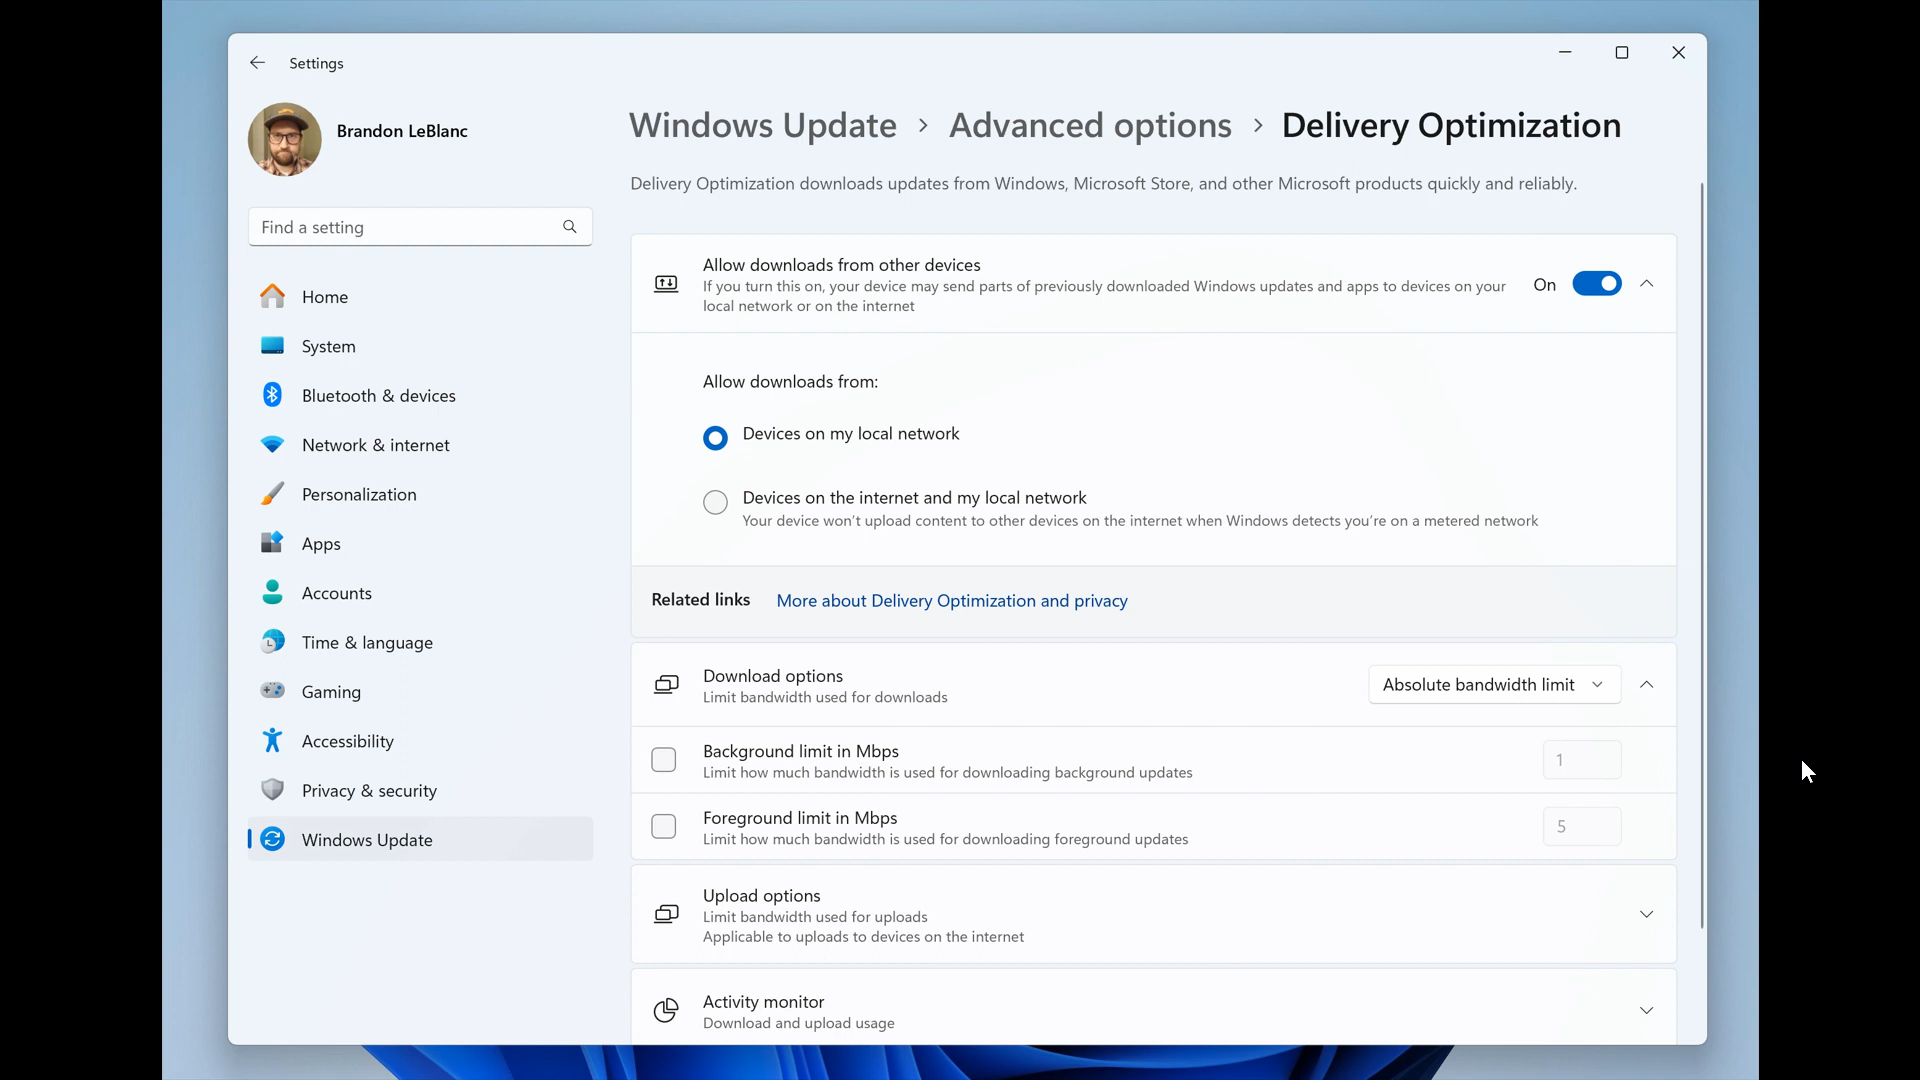 Settings
Brandon LeBlanc
Find a setting
Home
System
Bluetooth & devices
Network & internet
Personalization
Apps
Accounts
Time & language
Gaming
Accessibility
Privacy & security
Windows Update
Windows Update > Advanced options > Delivery Optimization
Delivery Optimization downloads updates from Windows, Microsoft Store, and other Microsoft products quickly and reliably.
Allow downloads from other devices
If you turn this on, your device may send parts of previously downloaded Windows updates and apps to devices on your
local network or on the internet
On
Allow downloads from:
Devices on my local network
Devices on the internet and my local network
Your device won't upload content to other devices on the internet when Windows detects you're on a metered network
Related links More about Delivery Optimization and privacy
Download options
Limit bandwidth used for downloads
Absolute bandwidth limit
Background limit in Mbps
Limit how much bandwidth is used for downloading background updates
1
Foreground limit in Mbps
Limit how much bandwidth is used for downloading foreground updates
5
Upload options
Limit bandwidth used for uploads
Applicable to uploads to devices on the internet
Activity monitor
Download and upload usage